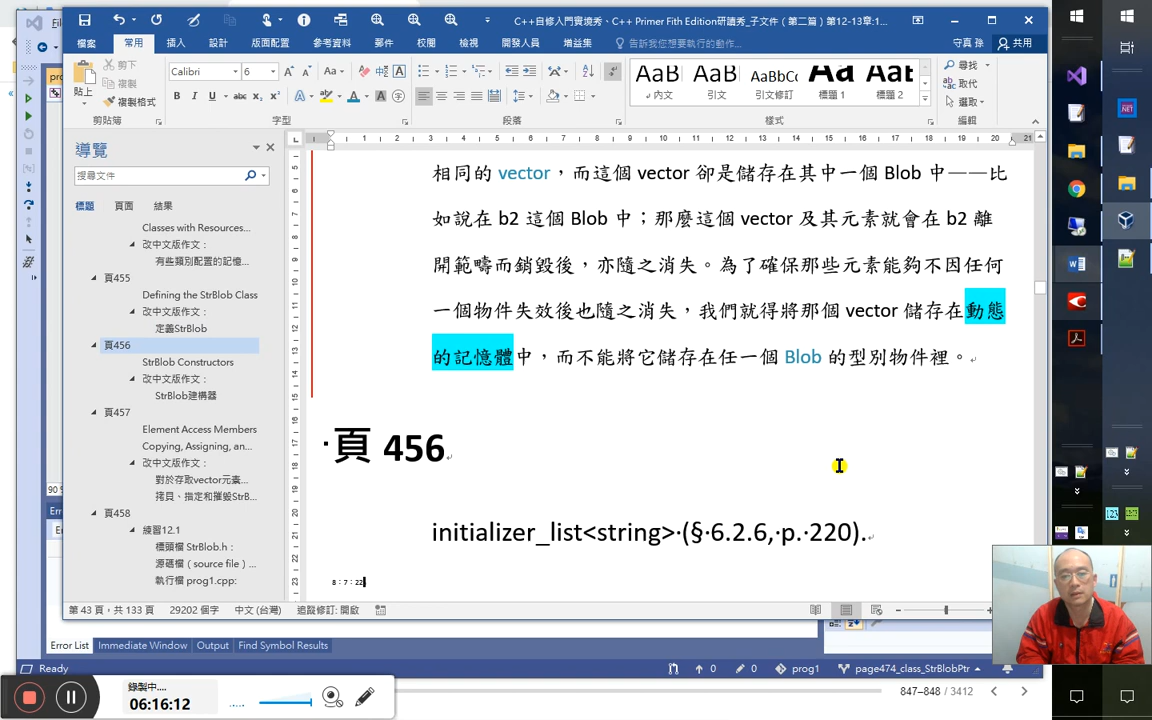 C++自修入門實境秀、C++ Primer Fith Edition研讀秀_子文件（第二篇）第12-13章:1...
檔案 常用 插入 設計 版面配置 參考資料 郵件 校閱 檢視 開發人員 增益集 告訴我您想要執行的動作... 守真 孫 共用
貼上 剪下 複製 複製格式
Calibri 6
剪貼簿 字型 段落 樣式 編輯
AaB 內文 AaB 引文 AaBbCc 引文修訂 AaB 標題 1 Aat 標題 2
尋找 取代 選取
導覽
搜尋文件
標題 頁面 結果
Classes with Resources...
改中文版作文：
有些類別配置的記憶...
頁455
Defining the StrBlob Class
改中文版作文：
定義StrBlob
頁456
StrBlob Constructors
改中文版作文：
StrBlob建構器
頁457
Element Access Members
Copying, Assigning, an...
改中文版作文：
對於存取vector元素...
拷貝、指定和摧毀StrB...
頁458
練習12.1
標頭檔 StrBlob.h：
源碼檔（source file）...
執行檔 prog1.cpp:
相同的 vector，而這個 vector 卻是儲存在其中一個 Blob 中——比
如說在 b2 這個 Blob 中；那麼這個 vector 及其元素就會在 b2 離
開範疇而銷毀後，亦隨之消失。為了確保那些元素能夠不因任何
一個物件失效後也隨之消失，我們就得將那個 vector 儲存在動態
的記憶體中，而不能將它儲存在任一個 Blob 的型別物件裡。
頁 456
initializer_list<string>·(§·6.2.6,·p.·220).
8：7：22
第 43 頁，共 133 頁 29202 個字 中文 (台灣) 追蹤修訂: 開啟
Error List Immediate Window Output Find Symbol Results
Ready 0 0 prog1 page474_class_StrBlobPtr
錄製中....
06:16:12
847–848 / 3412